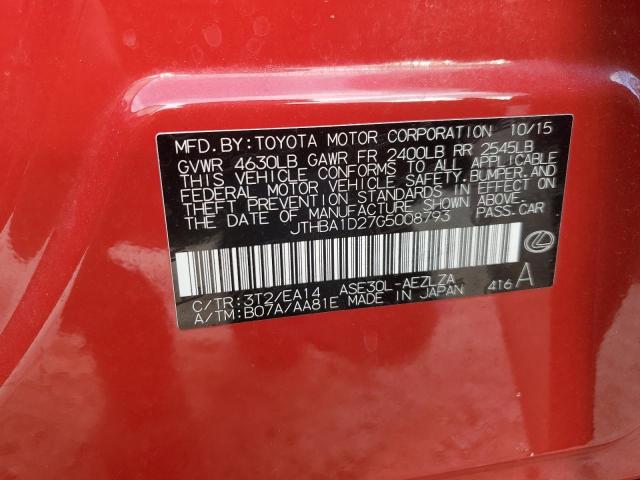 MFD. BY: TOYOTA MOTOR CORPORATION 10/15
GVWR 4630LB GAWR FR 2400LB RR 2545LB
THIS VEHICLE CONFORMS TO ALL APPLICABLE
FEDERAL MOTOR VEHICLE SAFETY, BUMPER, AND
THEFT PREVENTION STANDARDS IN EFFECT ON
THE DATE OF MANUFACTURE SHOWN ABOVE.
JTHBA1D27G5008793 PASS. CAR
C/TR: 3T2/EA14 ASE30L-AEZLZA
A/TM: B07A/AA81E MADE IN JAPAN 416 A